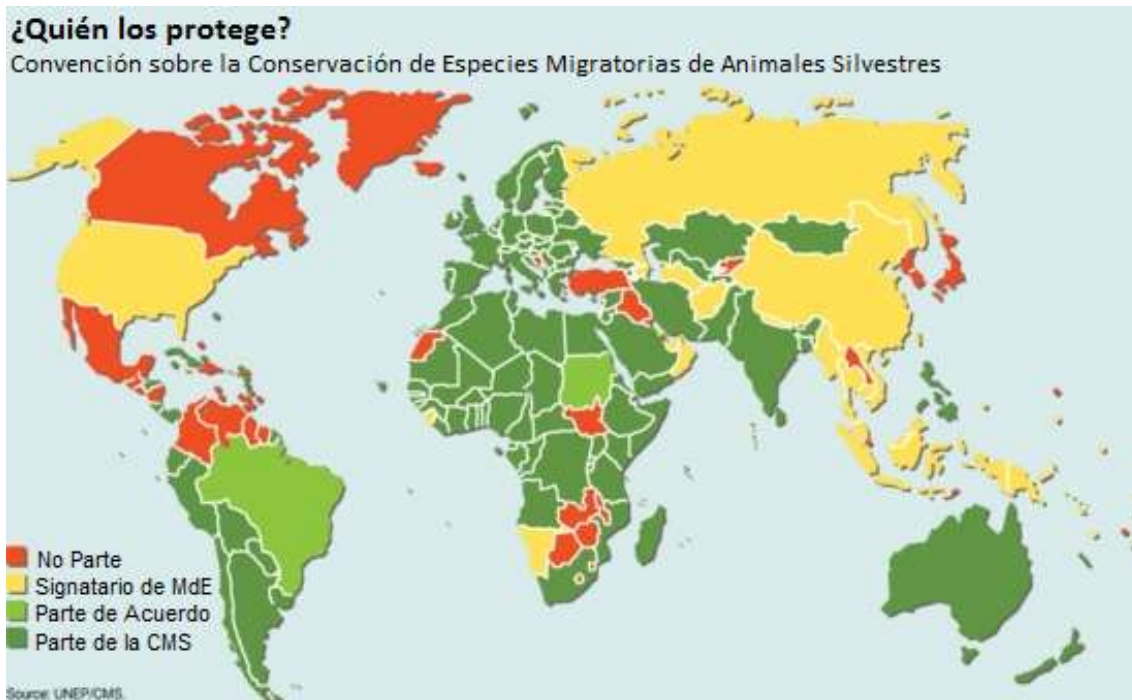 ¿Quién los protege?
Convención sobre la Conservación de Especies Migratorias de Animales Silvestres
No Parte
Signatario de MdE
Parte de Acuerdo
Parte de la CMS
Source: UNEP/CMS.